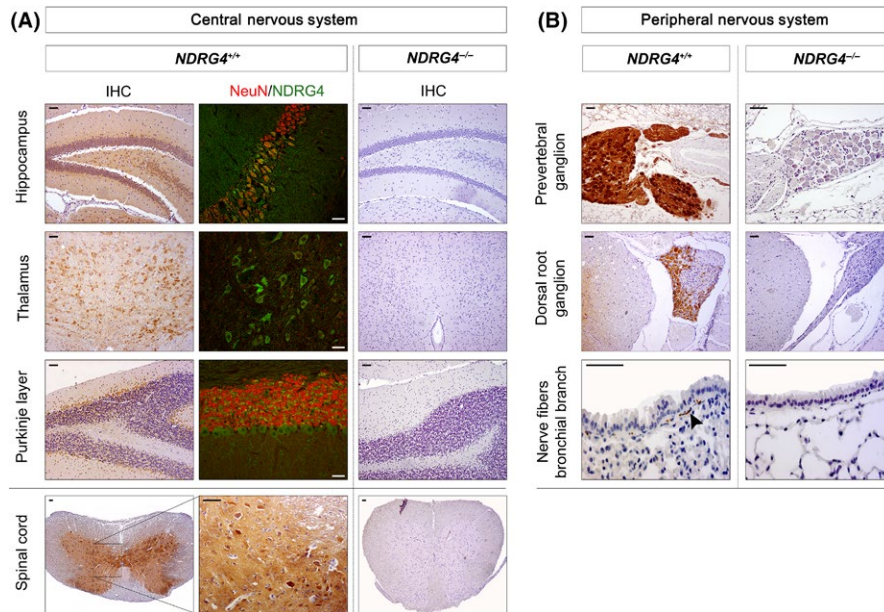 (A)
Central nervous system
NDRG4+/+
NDRG4–/–
IHC
NeuN/NDRG4
IHC
Hippocampus
Thalamus
Purkinje layer
Spinal cord
(B)
Peripheral nervous system
NDRG4+/+
NDRG4–/–
Prevertebral
ganglion
Dorsal root
ganglion
Nerve fibers
bronchial branch